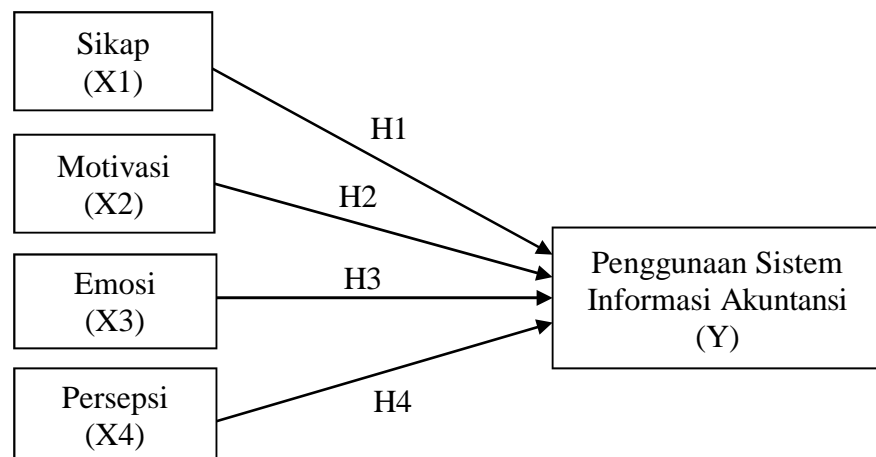 Sikap
(X1)
H1
Motivasi
(X2)
H2
Emosi
(X3)
H3
Persepsi
(X4)
H4
Penggunaan Sistem
Informasi Akuntansi
(Y)